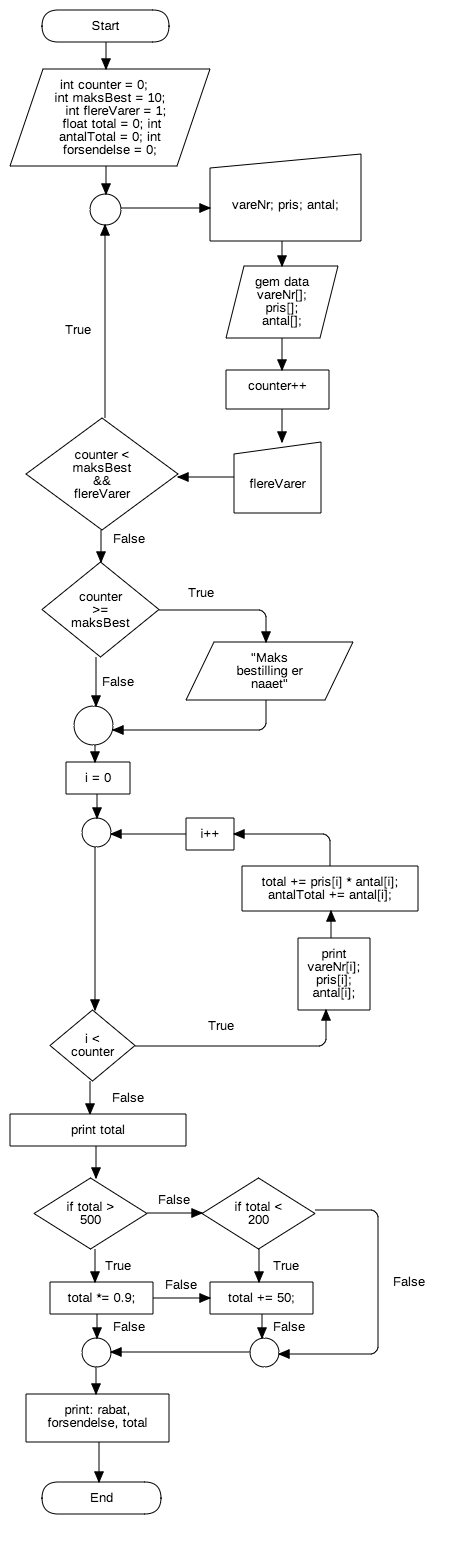 Start
int counter = 0;
int maksBest = 10;
int flereVarer = 1;
float total = 0; int
antalTotal = 0; int
forsendelse = 0;
vareNr; pris; antal;
gem data
vareNr[];
pris[];
antal[];
counter++
flereVarer
True
counter <
maksBest
&&
flereVarer
False
counter
>=
maksBest
True
"Maks
bestilling er
naaet"
False
i = 0
i++
total += pris[i] * antal[i];
antalTotal += antal[i];
print
vareNr[i];
pris[i];
antal[i];
True
i <
counter
False
print total
if total >
500
False
if total <
200
False
True
True
total *= 0.9;
False
total += 50;
False
False
print: rabat,
forsendelse, total
End